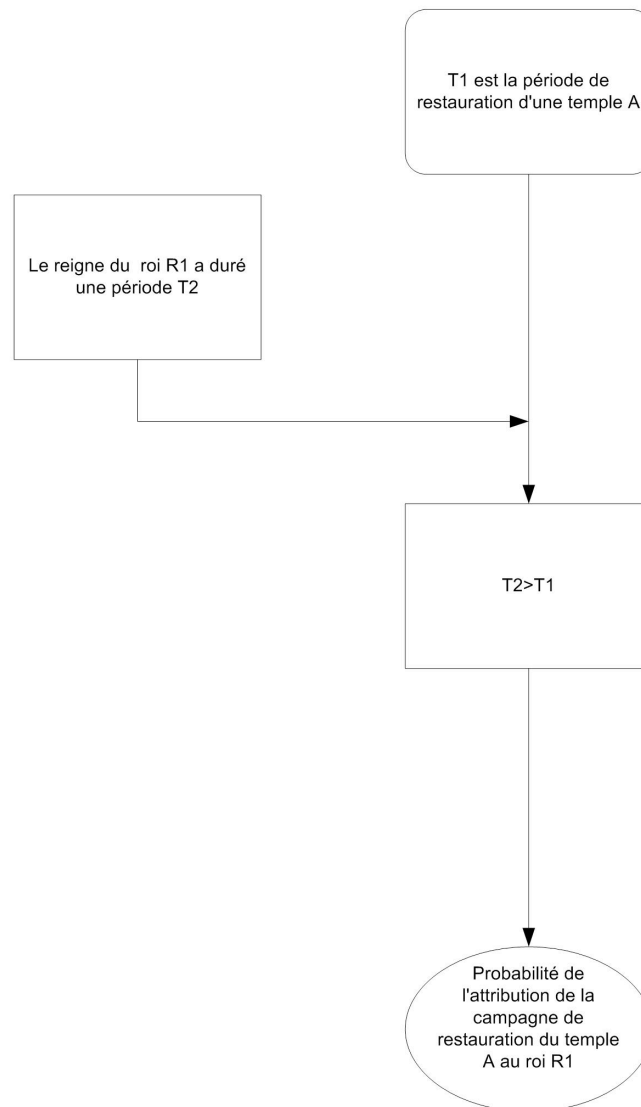 T1 est la période de
restauration d'une temple A
Le reigne du roi R1 a duré
une période T2
T2>T1
Probabilité de
l'attribution de la
campagne de
restauration du temple
A au roi R1